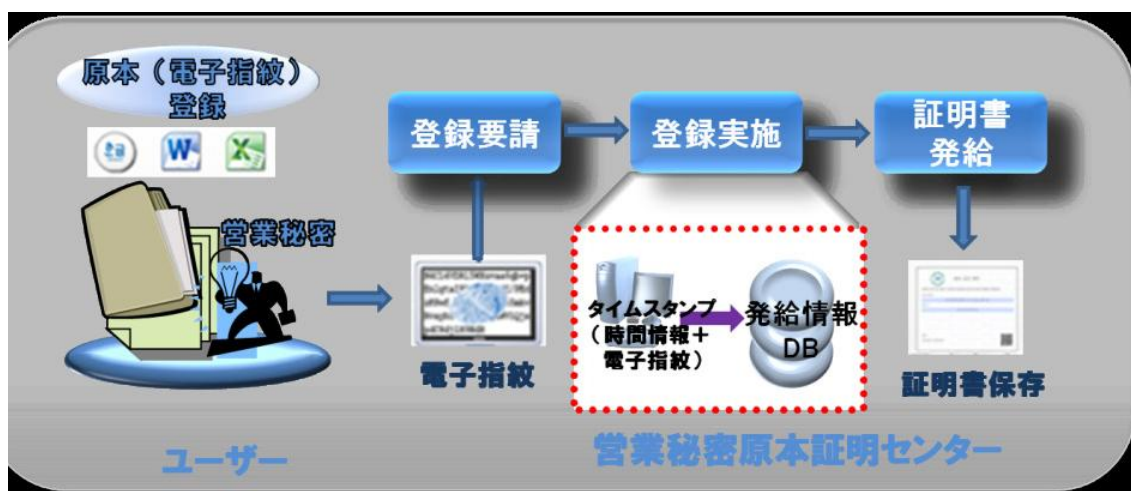 原本（電子指紋）
登録
한글
W
X
営業秘密
登録要請
登録実施
証明書
発給
電子指紋
タイムスタンプ
（時間情報＋
電子指紋）
発給情報
DB
証明書保存
ユーザー
営業秘密原本証明センター